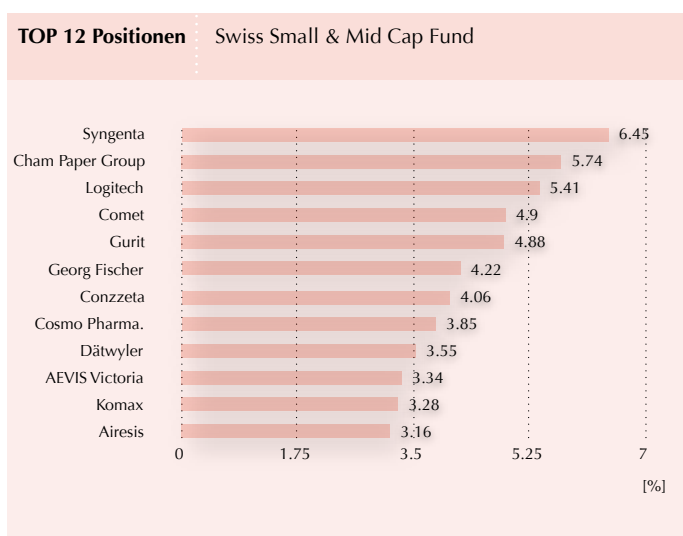 TOP 12 Positionen Swiss Small & Mid Cap Fund
Syngenta 6.45
Cham Paper Group 5.74
Logitech 5.41
Comet 4.9
Gurit 4.88
Georg Fischer 4.22
Conzzeta 4.06
Cosmo Pharma. 3.85
Dätwyler 3.55
AEVIS Victoria 3.34
Komax 3.28
Airesis 3.16
0 1.75 3.5 5.25 7
[%]